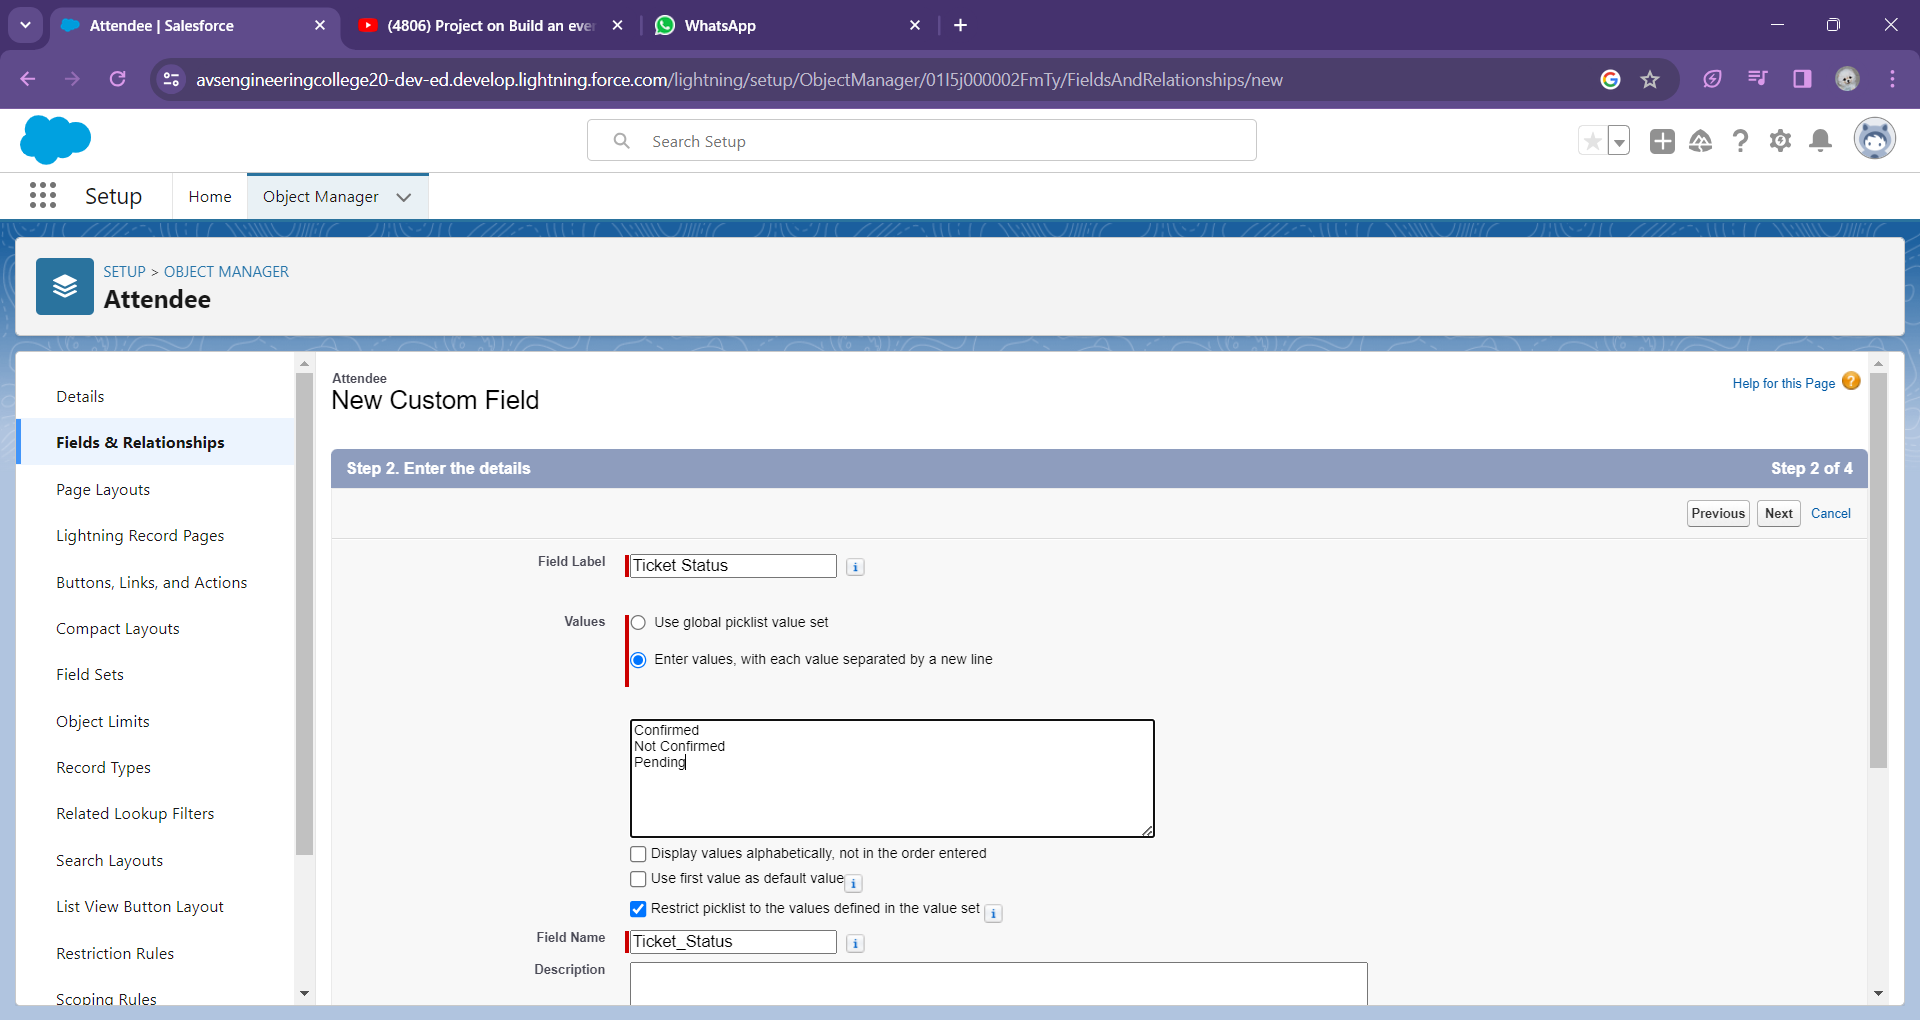 Attendee | Salesforce
(4806) Project on Build an eve
WhatsApp
avsengineeringcollege20-dev-ed.develop.lightning.force.com/lightning/setup/ObjectManager/01I5j000002FmTy/FieldsAndRelationships/new
Search Setup
Setup
Home
Object Manager
SETUP > OBJECT MANAGER
Attendee
Details
Fields & Relationships
Page Layouts
Lightning Record Pages
Buttons, Links, and Actions
Compact Layouts
Field Sets
Object Limits
Record Types
Related Lookup Filters
Search Layouts
List View Button Layout
Restriction Rules
Scoping Rules
Attendee
New Custom Field
Help for this Page
Step 2. Enter the details
Step 2 of 4
Previous
Next
Cancel
Field Label
Ticket Status
Values
Use global picklist value set
Enter values, with each value separated by a new line
Confirmed
Not Confirmed
Pending
Display values alphabetically, not in the order entered
Use first value as default value
Restrict picklist to the values defined in the value set
Field Name
Ticket_Status
Description